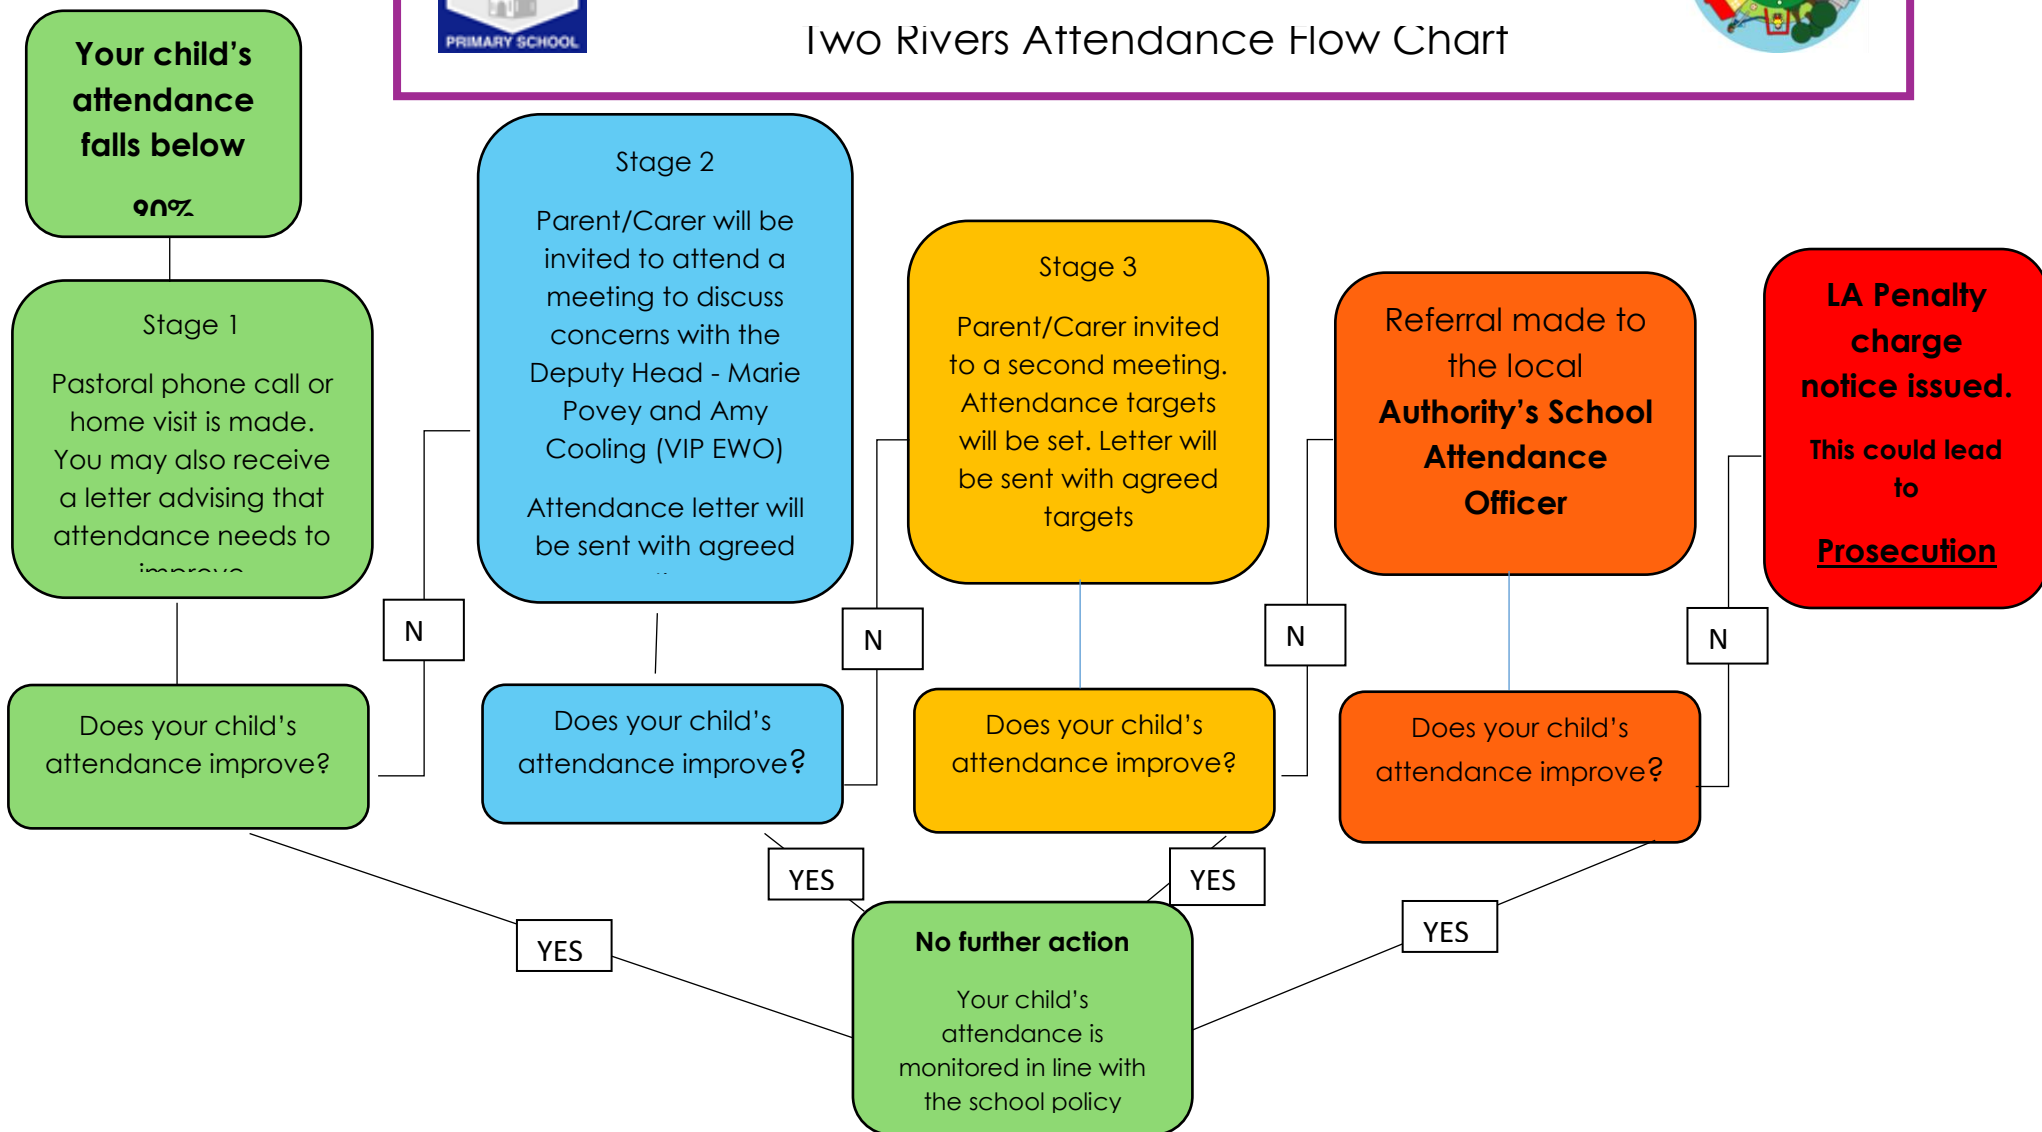 PRIMARY SCHOOL
Two Rivers Attendance Flow Chart
Your child’s
attendance
falls below
90%
Stage 1
Pastoral phone call or
home visit is made.
You may also receive
a letter advising that
attendance needs to
improve
Does your child’s
attendance improve?
N
Stage 2
Parent/Carer will be
invited to attend a
meeting to discuss
concerns with the
Deputy Head - Marie
Povey and Amy
Cooling (VIP EWO)
Attendance letter will
be sent with agreed
Does your child’s
attendance improve?
N
Stage 3
Parent/Carer invited
to a second meeting.
Attendance targets
will be set. Letter will
be sent with agreed
targets
Does your child’s
attendance improve?
N
Referral made to
the local
Authority’s School
Attendance
Officer
Does your child’s
attendance improve?
N
LA Penalty
charge
notice issued.
This could lead
to
Prosecution
YES
YES
YES
YES
No further action
Your child’s
attendance is
monitored in line with
the school policy